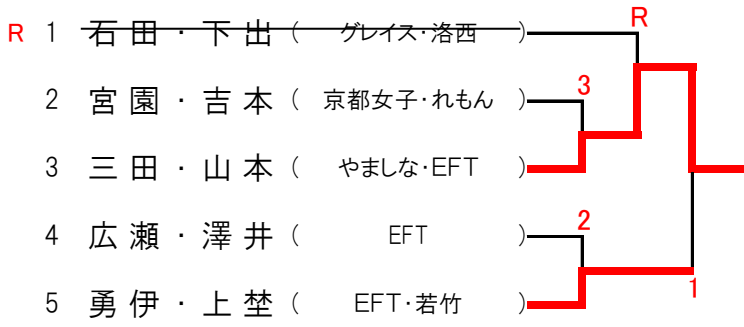 R
R 1 石田・下出 ( グレイス・洛西 )
3
2 宮園・吉本 ( 京都女子・れもん )
3 三田・山本 ( やましな・EFT )
2
4 広瀬・澤井 ( EFT )
1
5 勇伊・上埜 ( EFT・若竹 )